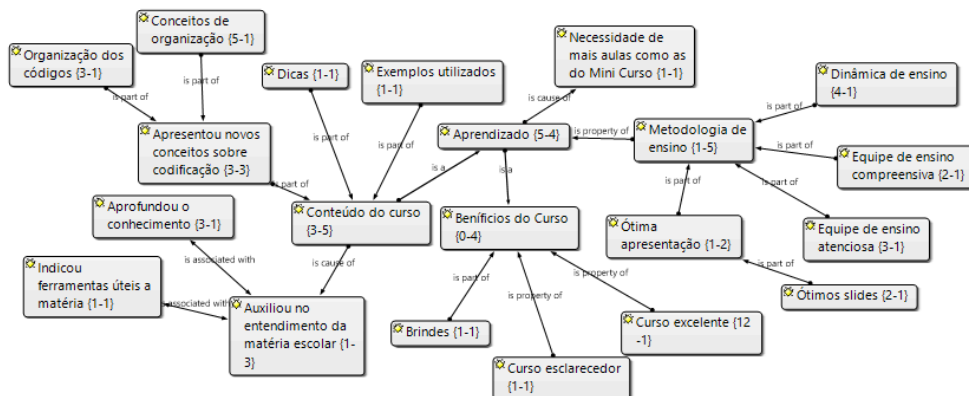 Conceitos de
organização {5-1}
Organização dos
códigos {3-1}
is part of
is part of
Dicas {1-1}
Exemplos utilizados
{1-1}
Necessidade de
mais aulas como as
do Mini Curso {1-1}
is cause of
Dinâmica de ensino
{4-1}
is part of
Apresentou novos
conceitos sobre
codificação {3-3}
is part of
is part of
is part of
Aprendizado {5-4}
is property of
Metodologia de
ensino {1-5}
is part of
Equipe de ensino
compreensiva {2-1}
is a
is a
is part of
is part of
Aprofundou o
conhecimento {3-1}
Conteúdo do curso
{3-5}
Beníficios do Curso
{0-4}
Ótima
apresentação {1-2}
Equipe de ensino
atenciosa {3-1}
is associated with
is cause of
is part of
is property of
is property of
is part of
Indicou
ferramentas úteis a
matéria {1-1}
associated with
Auxiliou no
entendimento da
matéria escolar {1-
3}
Brindes {1-1}
Curso excelente {12
-1}
Ótimos slides {2-1}
Curso esclarecedor
{1-1}